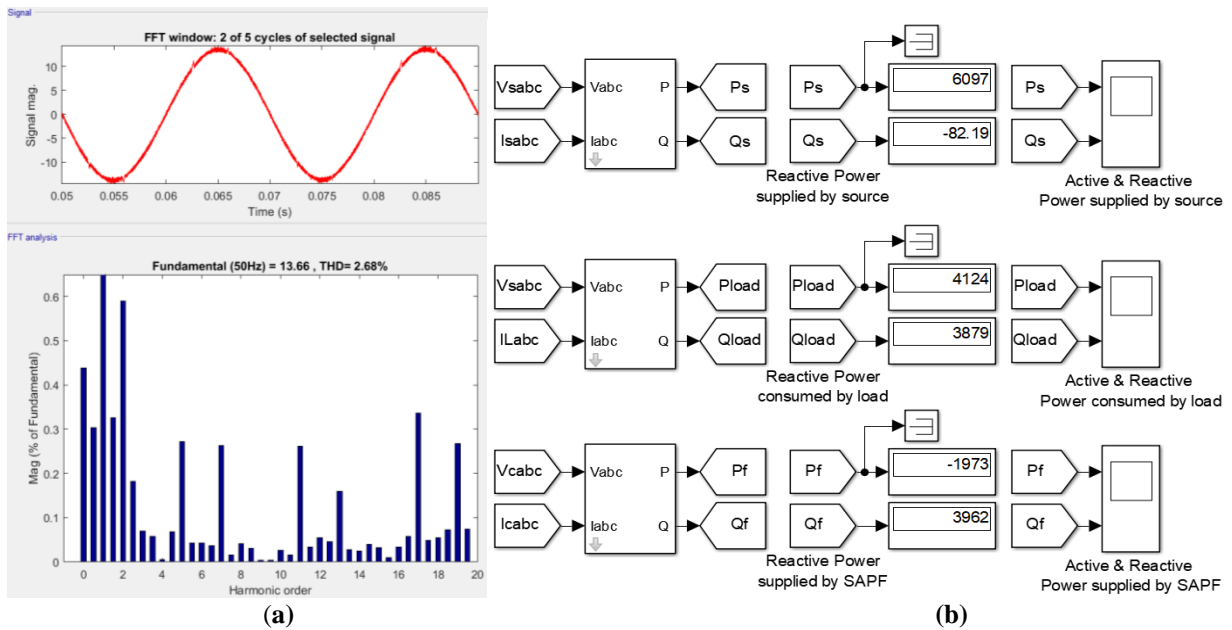 Signal
FFT window: 2 of 5 cycles of selected signal
10
5
0
-5
-10
Signal mag.
0.05
0.055
0.06
0.065
0.07
0.075
0.08
0.085
Time (s)
FFT analysis
Fundamental (50Hz) = 13.66 , THD= 2.68%
0.6
0.5
0.4
0.3
0.2
0.1
0
Mag (% of Fundamental)
0
2
4
6
8
10
12
14
16
18
20
Harmonic order
(a)
Vsabc
Isabc
Vabc
Iabc
P
Q
Ps
Qs
Ps
Qs
6097
-82.19
Reactive Power
supplied by source
Ps
Qs
Active & Reactive
Power supplied by source
Vsabc
ILabc
Vabc
Iabc
P
Q
Pload
Qload
Pload
Qload
4124
3879
Reactive Power
consumed by load
Pload
Qload
Active & Reactive
Power consumed by load
Vcabc
Icabc
Vabc
Iabc
P
Q
Pf
Qf
Pf
Qf
-1973
3962
Reactive Power
supplied by SAPF
Pf
Qf
Active & Reactive
Power supplied by SAPF
(b)